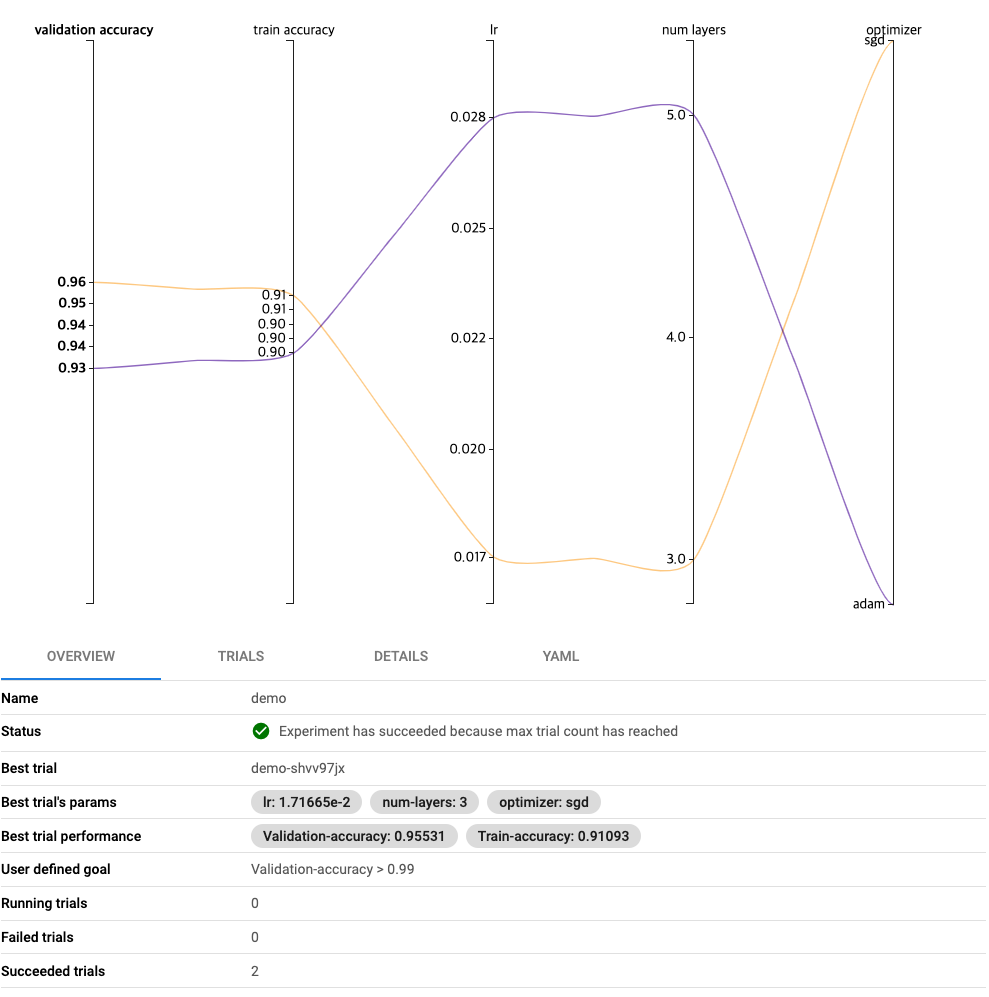 validation accuracy train accuracy lr num layers optimizer
sgd
0.028
5.0
0.025
0.96
0.91
0.95
0.91
0.94
0.90
0.94
0.90
0.022
4.0
0.90
0.93
0.020
0.017
3.0
adam
OVERVIEW TRIALS DETAILS YAML
Name demo
Status Experiment has succeeded because max trial count has reached
Best trial demo-shvv97jx
Best trial's params lr: 1.71665e-2 num-layers: 3 optimizer: sgd
Best trial performance Validation-accuracy: 0.95531 Train-accuracy: 0.91093
User defined goal Validation-accuracy > 0.99
Running trials 0
Failed trials 0
Succeeded trials 2